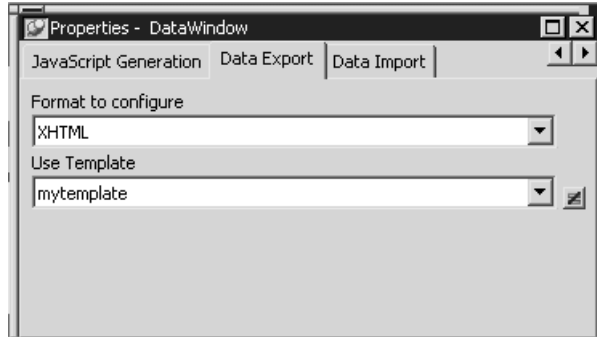 Properties - DataWindow
JavaScript Generation Data Export Data Import
Format to configure
XHTML
Use Template
mytemplate